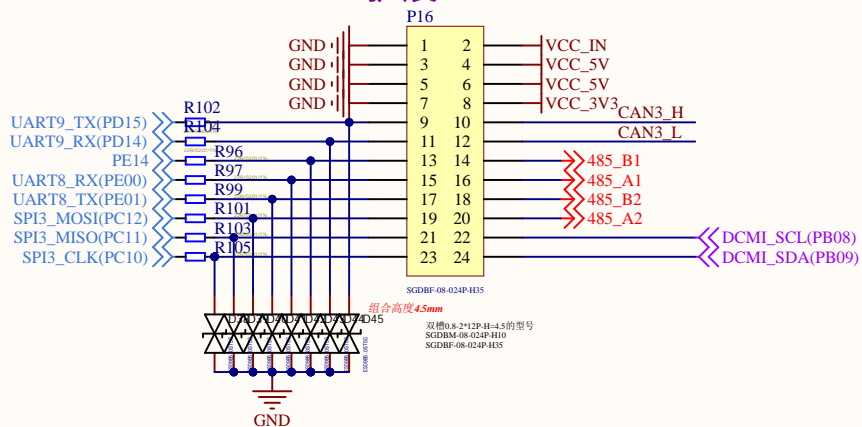 P16
GND 1 2 VCC_IN
GND 3 4 VCC_5V
GND 5 6 VCC_5V
GND 7 8 VCC_3V3
UART9_TX(PD15) R102 9 10 CAN3_H
UART9_RX(PD14) R104 11 12 CAN3_L
PE14 R96 13 14 485_B1
UART8_RX(PE00) R97 15 16 485_A1
UART8_TX(PE01) R99 17 18 485_B2
SPI3_MOSI(PC12) R101 19 20 485_A2
SPI3_MISO(PC11) R103 21 22 DCMI_SCL(PB08)
SPI3_CLK(PC10) R105 23 24 DCMI_SDA(PB09)
SGDBF-08-024P-H35
组合高度4.5mm
D45
双槽0.8-2*12P-H=4.5的型号
SGDBM-08-024P-H10
SGDBF-08-024P-H35
GND